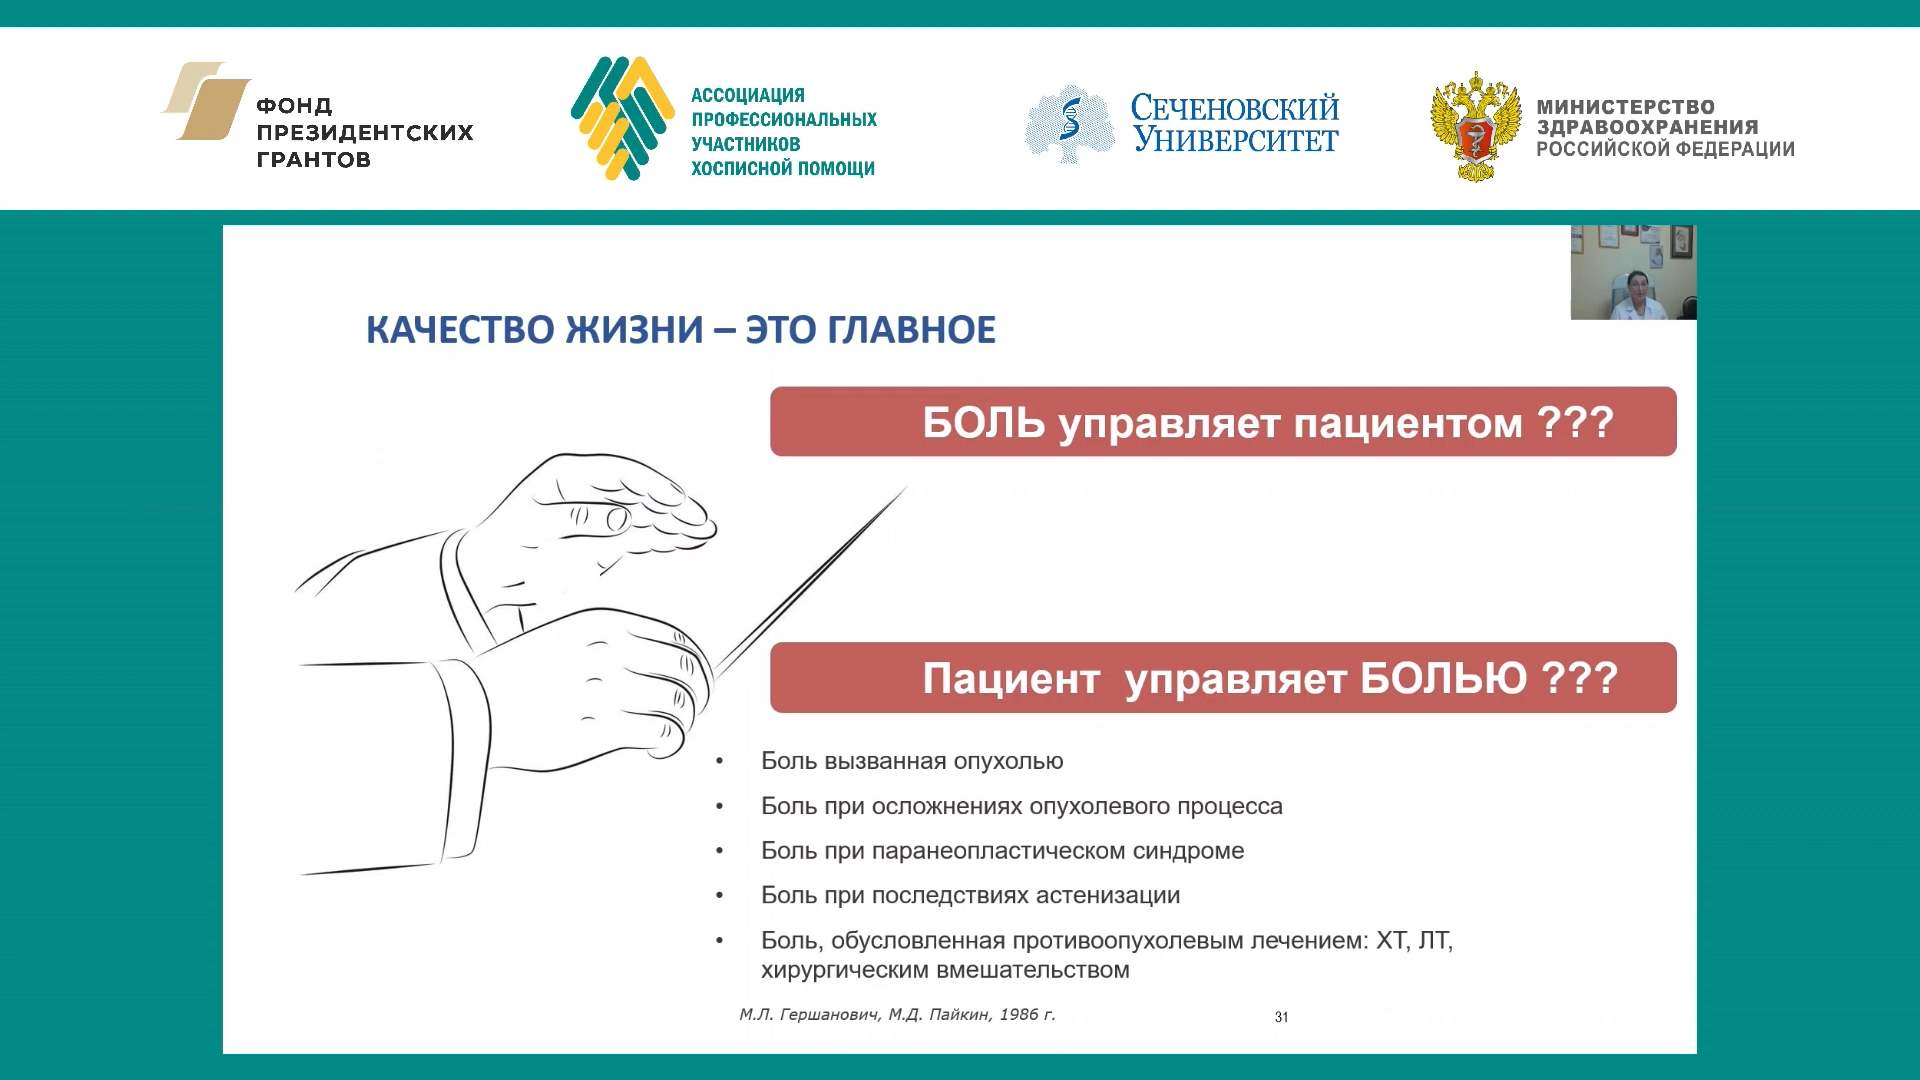 ФОНД
ПРЕЗИДЕНТСКИХ
ГРАНТОВ
АССОЦИАЦИЯ
ПРОФЕССИОНАЛЬНЫХ
УЧАСТНИКОВ
ХОСПИСНОЙ ПОМОЩИ
СЕЧЕНОВСКИЙ
УНИВЕРСИТЕТ
МИНИСТЕРСТВО
ЗДРАВООХРАНЕНИЯ
РОССИЙСКОЙ ФЕДЕРАЦИИ
КАЧЕСТВО ЖИЗНИ – ЭТО ГЛАВНОЕ
БОЛЬ управляет пациентом ???
Пациент управляет БОЛЬЮ ???
• Боль вызванная опухолью
• Боль при осложнениях опухолевого процесса
• Боль при паранеопластическом синдроме
• Боль при последствиях астенизации
• Боль, обусловленная противоопухолевым лечением: ХТ, ЛТ,
хирургическим вмешательством
М.Л. Гершанович, М.Д. Пайкин, 1986 г.
31